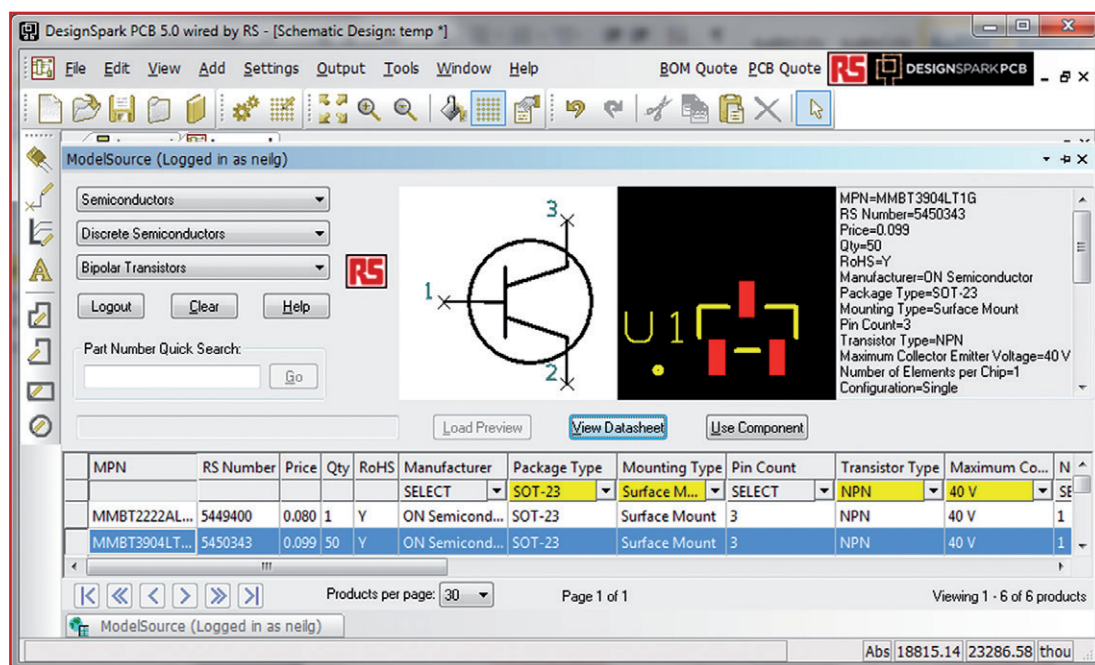 DesignSpark PCB 5.0 wired by RS - [Schematic Design: temp *]
File Edit View Add Settings Output Tools Window Help BOM Quote PCB Quote RS DESIGNSPARK PCB
ModelSource (Logged in as neilg)
Semiconductors
Discrete Semiconductors
Bipolar Transistors
RS
Logout Clear Help
Part Number Quick Search:
Go
3
1
2
U1
MPN=MMBT3904LT1G
RS Number=5450343
Price=0.099
Qty=50
RoHS=Y
Manufacturer=ON Semiconductor
Package Type=SOT-23
Mounting Type=Surface Mount
Pin Count=3
Transistor Type=NPN
Maximum Collector Emitter Voltage=40 V
Number of Elements per Chip=1
Configuration=Single
Load Preview View Datasheet Use Component
MPN RS Number Price Qty RoHS Manufacturer Package Type Mounting Type Pin Count Transistor Type Maximum Co... N
SELECT SOT-23 Surface M... SELECT NPN 40 V SE
MMBT2222AL... 5449400 0.080 1 Y ON Semicond... SOT-23 Surface Mount 3 NPN 40 V 1
MMBT3904LT... 5450343 0.099 50 Y ON Semicond... SOT-23 Surface Mount 3 NPN 40 V 1
Products per page: 30 Page 1 of 1 Viewing 1 - 6 of 6 products
ModelSource (Logged in as neilg)
Abs 18815.14 23286.58 thou